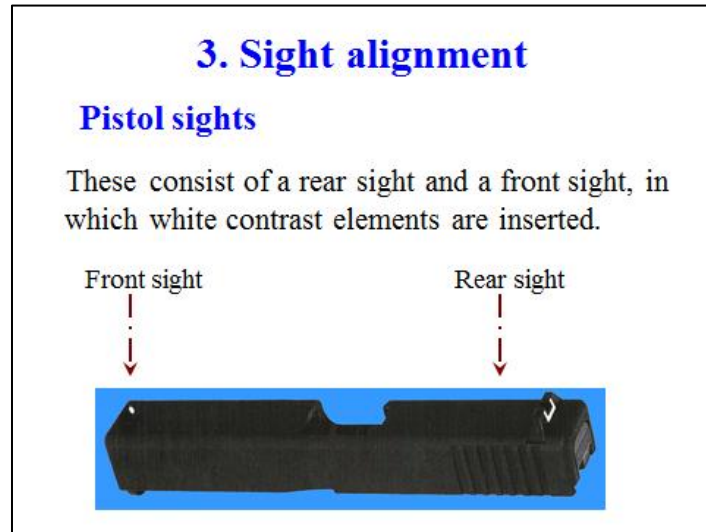 3. Sight alignment
Pistol sights
These consist of a rear sight and a front sight, in
which white contrast elements are inserted.
Front sight
Rear sight